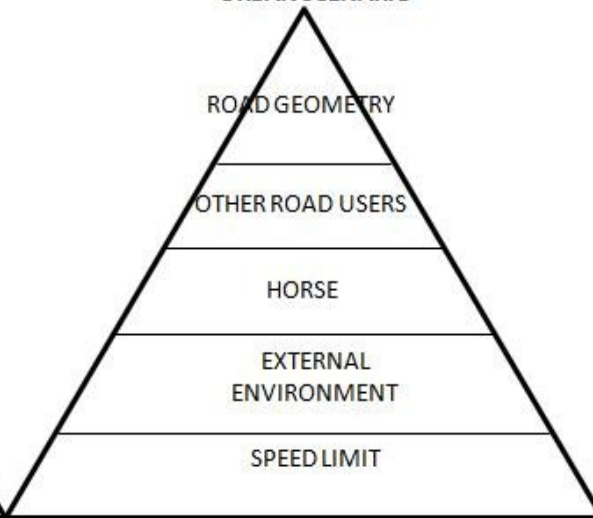 ROAD GEOMETRY
OTHER ROAD USERS
HORSE
EXTERNAL
ENVIRONMENT
SPEED LIMIT